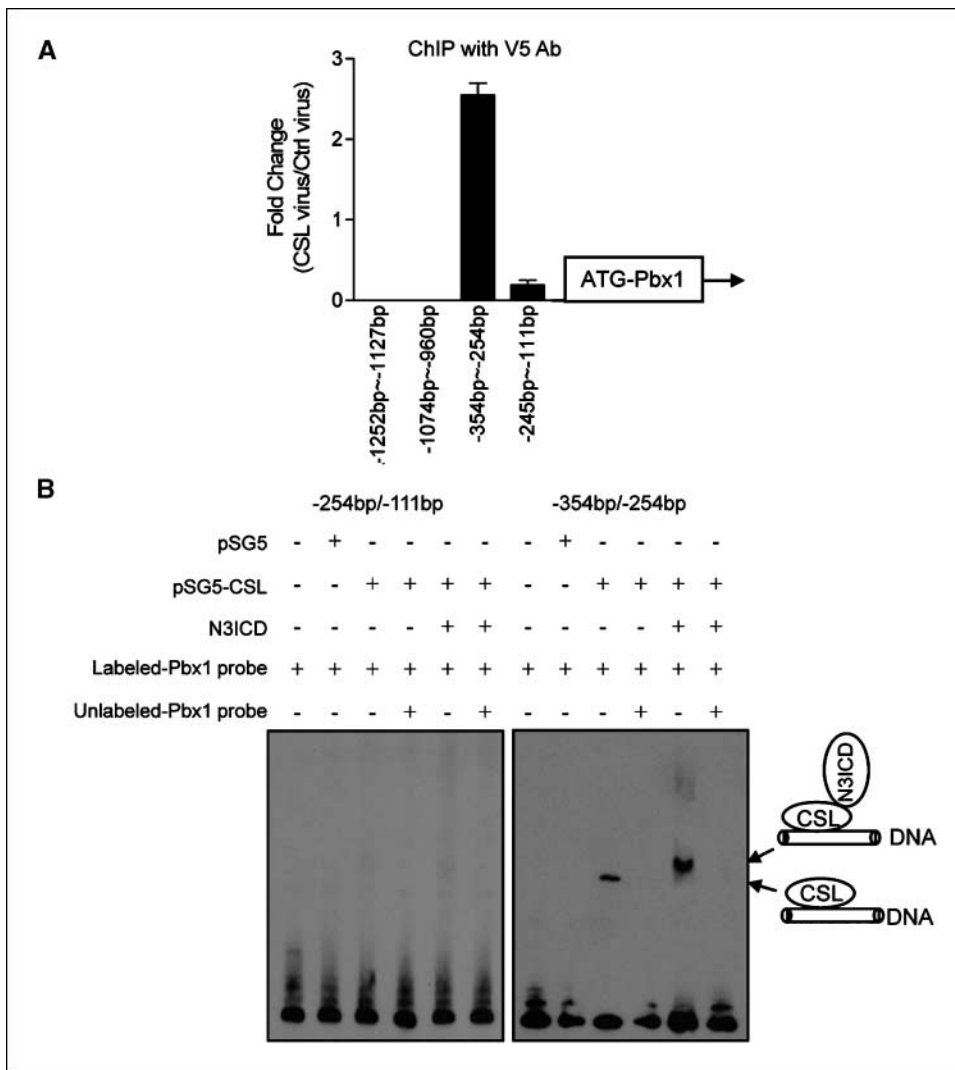 A
ChIP with V5 Ab
Fold Change
(CSL virus/Ctrl virus)
3
2
1
0
ATG-Pbx1
-1252bp~-1127bp
-1074bp~-960bp
-354bp~-254bp
-245bp~-111bp
B
-254bp/-111bp -354bp/-254bp
pSG5 - + - - - - - + - - - -
pSG5-CSL - - + + + + - - + + + +
N3ICD - - - - + + - - - - + +
Labeled-Pbx1 probe + + + + + + + + + + + +
Unlabeled-Pbx1 probe - - - + - + - - - + - +
N3ICD
CSL
DNA
CSL
DNA